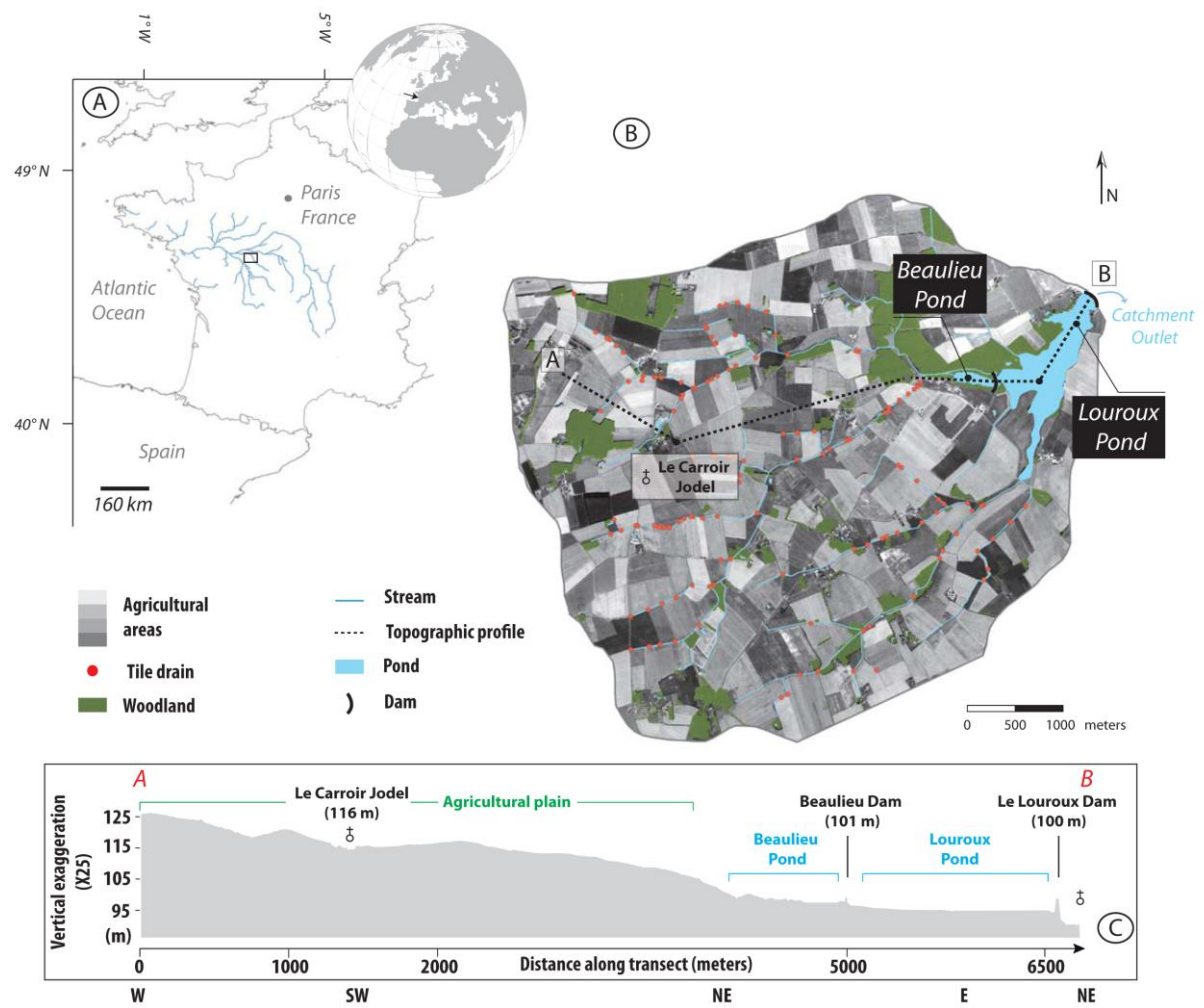 1°W
5°W
A
49°N
Paris
France
Atlantic
Ocean
40°N
Spain
160 km
B
N
Beaulieu
Pond
B
Catchment
Outlet
A
Louroux
Pond
Le Carroir
Jodel
0 500 1000 meters
Agricultural
areas
Tile drain
Woodland
Stream
Topographic profile
Pond
Dam
A
B
Le Carroir Jodel
(116 m)
Agricultural plain
Beaulieu Dam
(101 m)
Le Louroux Dam
(100 m)
Beaulieu
Pond
Louroux
Pond
Vertical exaggeration
(X25)
125
115
105
95
(m)
C
0 1000 2000 Distance along transect (meters) 5000 6500
W SW NE E NE